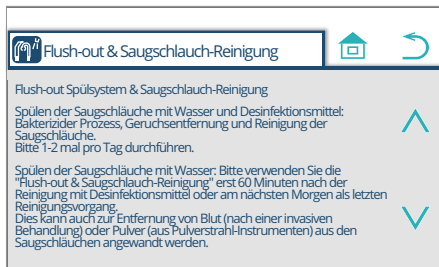 Flush-out & Saugschlauch-Reinigung
Flush-out Spülsystem & Saugschlauch-Reinigung
Spülen der Saugschläuche mit Wasser und Desinfektionsmittel:
Bakterizider Prozess, Geruchsentfernung und Reinigung der
Saugschläuche.
Bitte 1-2 mal pro Tag durchführen.
Spülen der Saugschläuche mit Wasser: Bitte verwenden Sie die
"Flush-out & Saugschlauch-Reinigung" erst 60 Minuten nach der
Reinigung mit Desinfektionsmittel oder am nächsten Morgen als letzten
Reinigungsvorgang.
Dies kann auch zur Entfernung von Blut (nach einer invasiven
Behandlung) oder Pulver (aus Pulverstrahl-Instrumenten) aus den
Saugschläuchen angewandt werden.